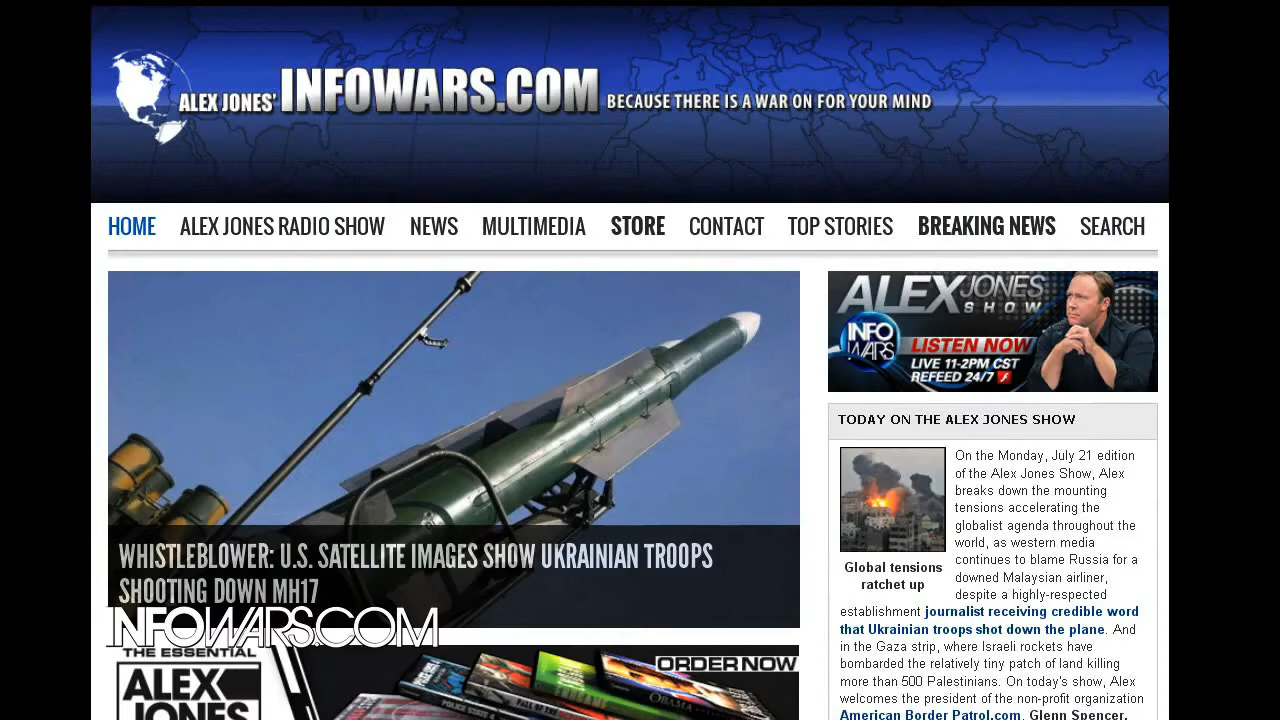 ALEX JONES' INFOWARS.COM BECAUSE THERE IS A WAR ON FOR YOUR MIND
HOME ALEX JONES RADIO SHOW NEWS MULTIMEDIA STORE CONTACT TOP STORIES BREAKING NEWS SEARCH
ALEX JONES
SHOW
INFO
WARS
LISTEN NOW
LIVE 11-2PM CST
REFEED 24/7
WHISTLEBLOWER: U.S. SATELLITE IMAGES SHOW UKRAINIAN TROOPS
SHOOTING DOWN MH17
INFOWARS.COM
THE ESSENTIAL
ALEX
JONES
ORDER NOW
POLICE STATE 4
FALL OF THE
ENDGAME
OBAMA
TODAY ON THE ALEX JONES SHOW
Global tensions
ratchet up
On the Monday, July 21 edition
of the Alex Jones Show, Alex
breaks down the mounting
tensions accelerating the
globalist agenda throughout the
world, as western media
continues to blame Russia for a
downed Malaysian airliner,
despite a highly-respected
establishment journalist receiving credible word
that Ukrainian troops shot down the plane. And
in the Gaza strip, where Israeli rockets have
bombarded the relatively tiny patch of land killing
more than 500 Palestinians. On today's show, Alex
welcomes the president of the non-profit organization
American Border Patrol.com, Glenn Spencer,